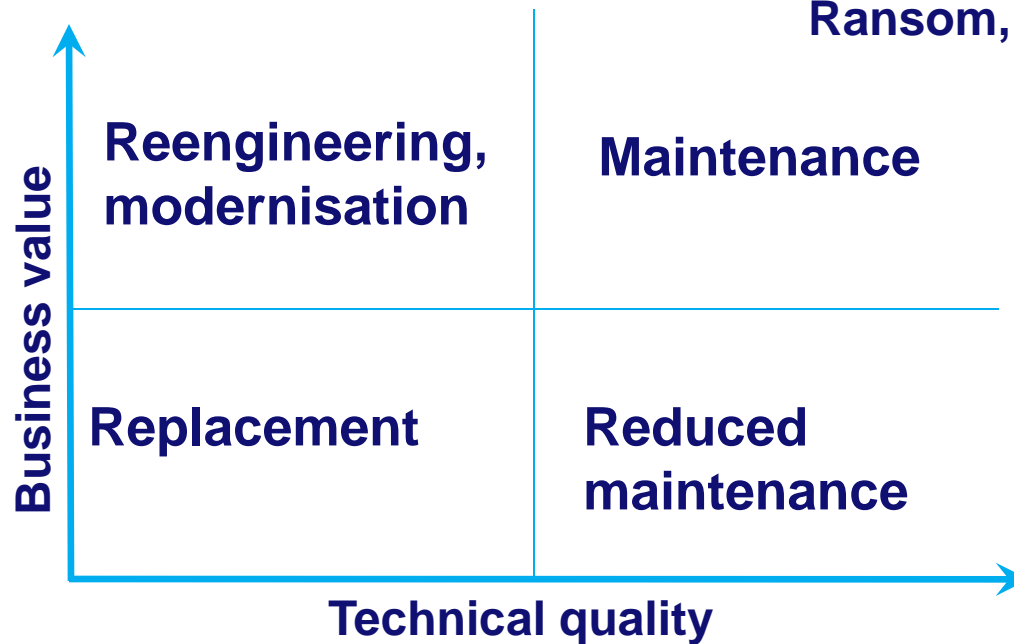 Ransom,
Reengineering,
modernisation
Maintenance
Business value
Replacement
Reduced
maintenance
Technical quality